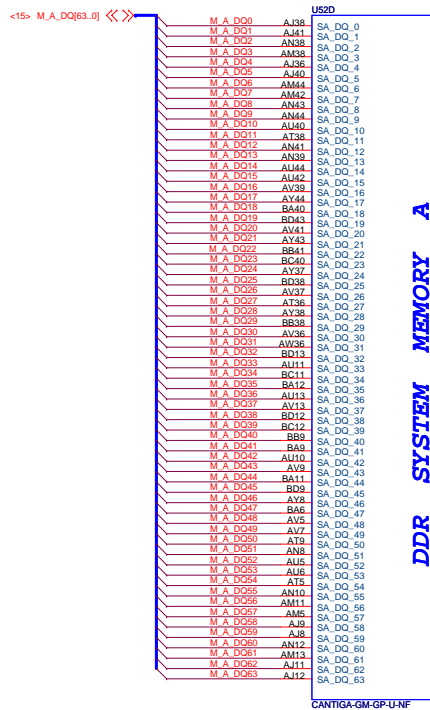 <15> M_A_DQ[63..0]
U52D
M_A_DQ0 AJ38 SA_DQ_0
M_A_DQ1 AJ41 SA_DQ_1
M_A_DQ2 AN38 SA_DQ_2
M_A_DQ3 AM38 SA_DQ_3
M_A_DQ4 AJ36 SA_DQ_4
M_A_DQ5 AJ40 SA_DQ_5
M_A_DQ6 AM44 SA_DQ_6
M_A_DQ7 AM42 SA_DQ_7
M_A_DQ8 AN43 SA_DQ_8
M_A_DQ9 AN44 SA_DQ_9
M_A_DQ10 AU40 SA_DQ_10
M_A_DQ11 AT38 SA_DQ_11
M_A_DQ12 AN41 SA_DQ_12
M_A_DQ13 AN39 SA_DQ_13
M_A_DQ14 AU44 SA_DQ_14
M_A_DQ15 AU42 SA_DQ_15
M_A_DQ16 AV39 SA_DQ_16
M_A_DQ17 AY44 SA_DQ_17
M_A_DQ18 BA40 SA_DQ_18
M_A_DQ19 BD43 SA_DQ_19
M_A_DQ20 AV41 SA_DQ_20
M_A_DQ21 AY43 SA_DQ_21
M_A_DQ22 BB41 SA_DQ_22
M_A_DQ23 BC40 SA_DQ_23
M_A_DQ24 AY37 SA_DQ_24
M_A_DQ25 BD38 SA_DQ_25
M_A_DQ26 AV37 SA_DQ_26
M_A_DQ27 AT36 SA_DQ_27
M_A_DQ28 AY38 SA_DQ_28
M_A_DQ29 BB38 SA_DQ_29
M_A_DQ30 AV36 SA_DQ_30
M_A_DQ31 AW36 SA_DQ_31
M_A_DQ32 BD13 SA_DQ_32
M_A_DQ33 AU11 SA_DQ_33
M_A_DQ34 BC11 SA_DQ_34
M_A_DQ35 BA12 SA_DQ_35
M_A_DQ36 AU13 SA_DQ_36
M_A_DQ37 AV13 SA_DQ_37
M_A_DQ38 BD12 SA_DQ_38
M_A_DQ39 BC12 SA_DQ_39
M_A_DQ40 BB9 SA_DQ_40
M_A_DQ41 BA9 SA_DQ_41
M_A_DQ42 AU10 SA_DQ_42
M_A_DQ43 AV9 SA_DQ_43
M_A_DQ44 BA11 SA_DQ_44
M_A_DQ45 BD9 SA_DQ_45
M_A_DQ46 AY8 SA_DQ_46
M_A_DQ47 BA6 SA_DQ_47
M_A_DQ48 AV5 SA_DQ_48
M_A_DQ49 AV7 SA_DQ_49
M_A_DQ50 AT9 SA_DQ_50
M_A_DQ51 AN8 SA_DQ_51
M_A_DQ52 AU5 SA_DQ_52
M_A_DQ53 AU6 SA_DQ_53
M_A_DQ54 AT5 SA_DQ_54
M_A_DQ55 AN10 SA_DQ_55
M_A_DQ56 AM11 SA_DQ_56
M_A_DQ57 AM5 SA_DQ_57
M_A_DQ58 AJ9 SA_DQ_58
M_A_DQ59 AJ8 SA_DQ_59
M_A_DQ60 AN12 SA_DQ_60
M_A_DQ61 AM13 SA_DQ_61
M_A_DQ62 AJ11 SA_DQ_62
M_A_DQ63 AJ12 SA_DQ_63
DDR SYSTEM MEMORY A
CANTIGA-GM-GP-U-NF